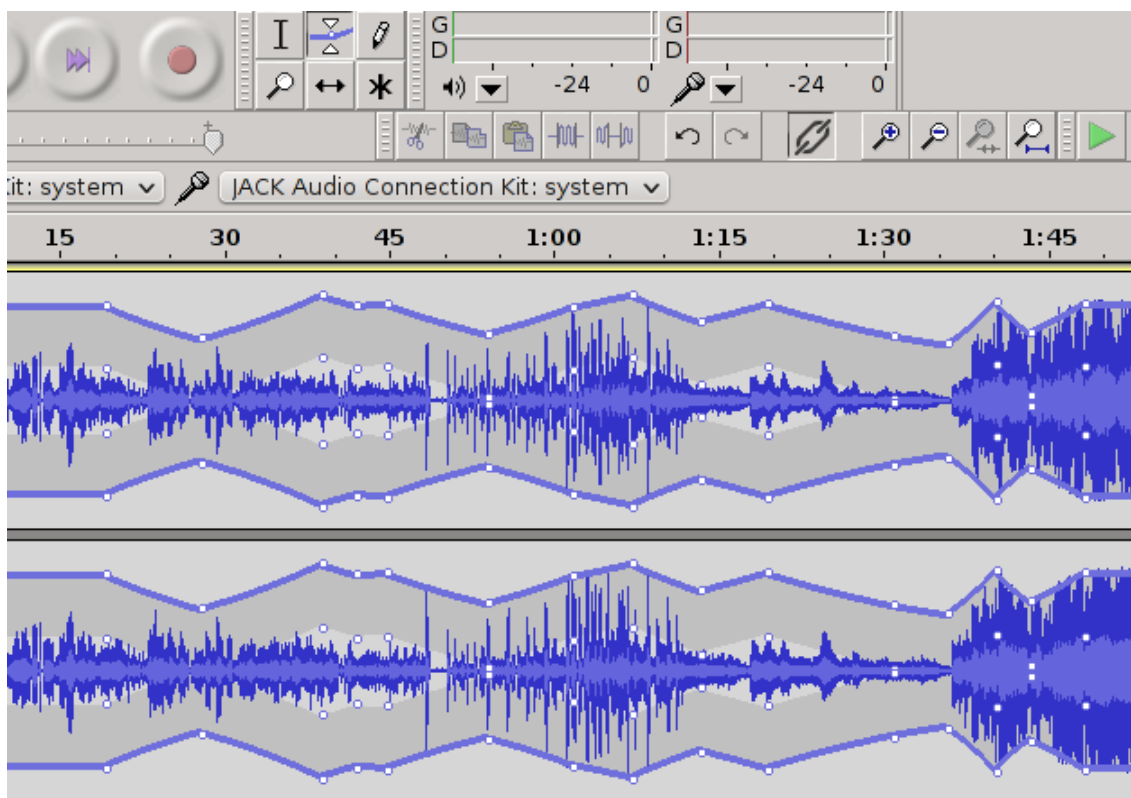 G
D
-24 0
G
D
-24 0
Kit: system
JACK Audio Connection Kit: system
15 30 45 1:00 1:15 1:30 1:45